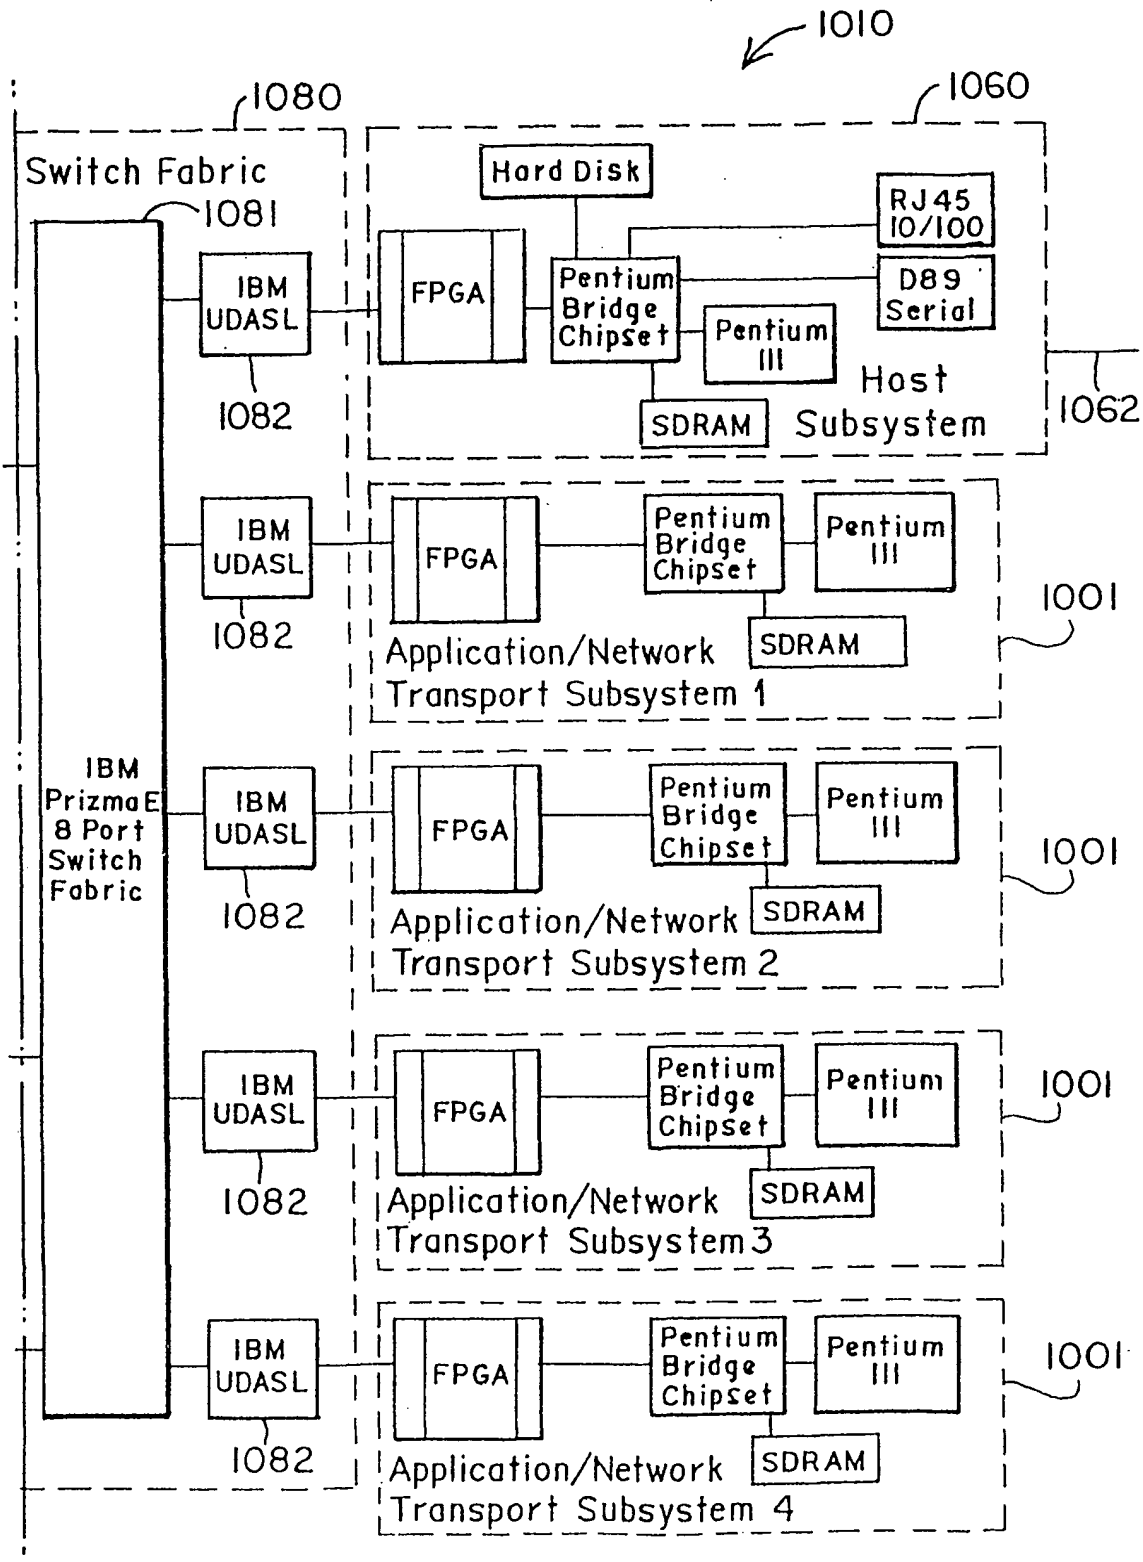 1010
1080
1060
Switch Fabric
1081
Hard Disk
RJ45
10/100
IBM
UDASL
FPGA
Pentium
Bridge
Chipset
D89
Serial
Pentium
III
1082
SDRAM
Host
Subsystem
1062
IBM
UDASL
1082
FPGA
Pentium
Bridge
Chipset
Pentium
III
SDRAM
1001
Application/Network
Transport Subsystem 1
IBM
PrizmaE
8 Port
Switch
Fabric
IBM
UDASL
1082
FPGA
Pentium
Bridge
Chipset
Pentium
III
SDRAM
1001
Application/Network
Transport Subsystem 2
IBM
UDASL
1082
FPGA
Pentium
Bridge
Chipset
Pentium
III
SDRAM
1001
Application/Network
Transport Subsystem 3
IBM
UDASL
1082
FPGA
Pentium
Bridge
Chipset
Pentium
III
SDRAM
1001
Application/Network
Transport Subsystem 4